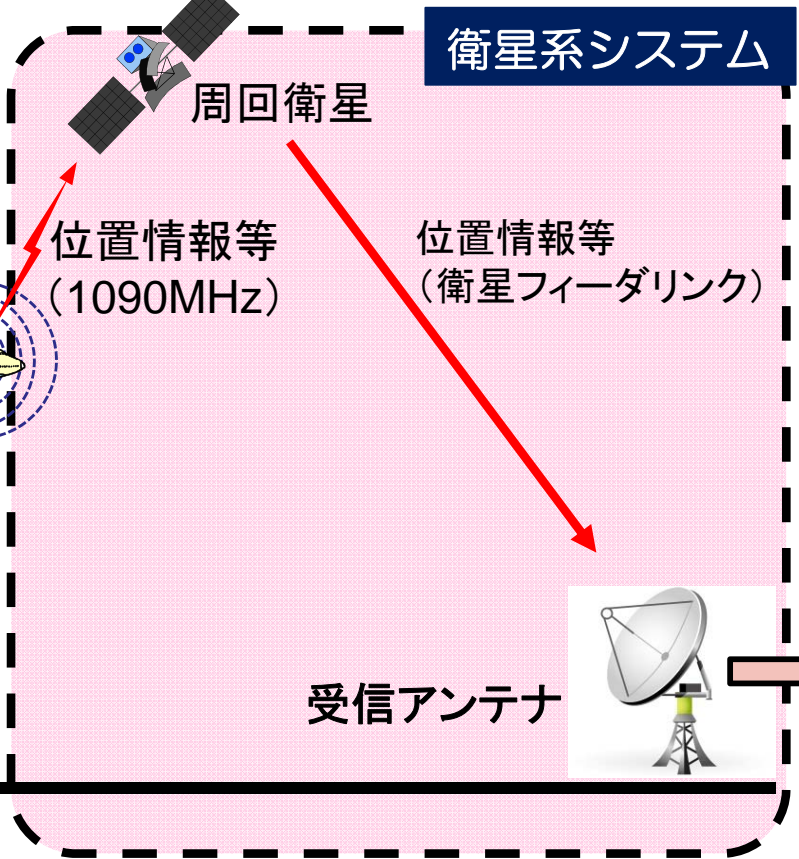 衛星系システム
周回衛星
位置情報等
（1090MHz）
位置情報等
（衛星フィーダリンク）
受信アンテナ